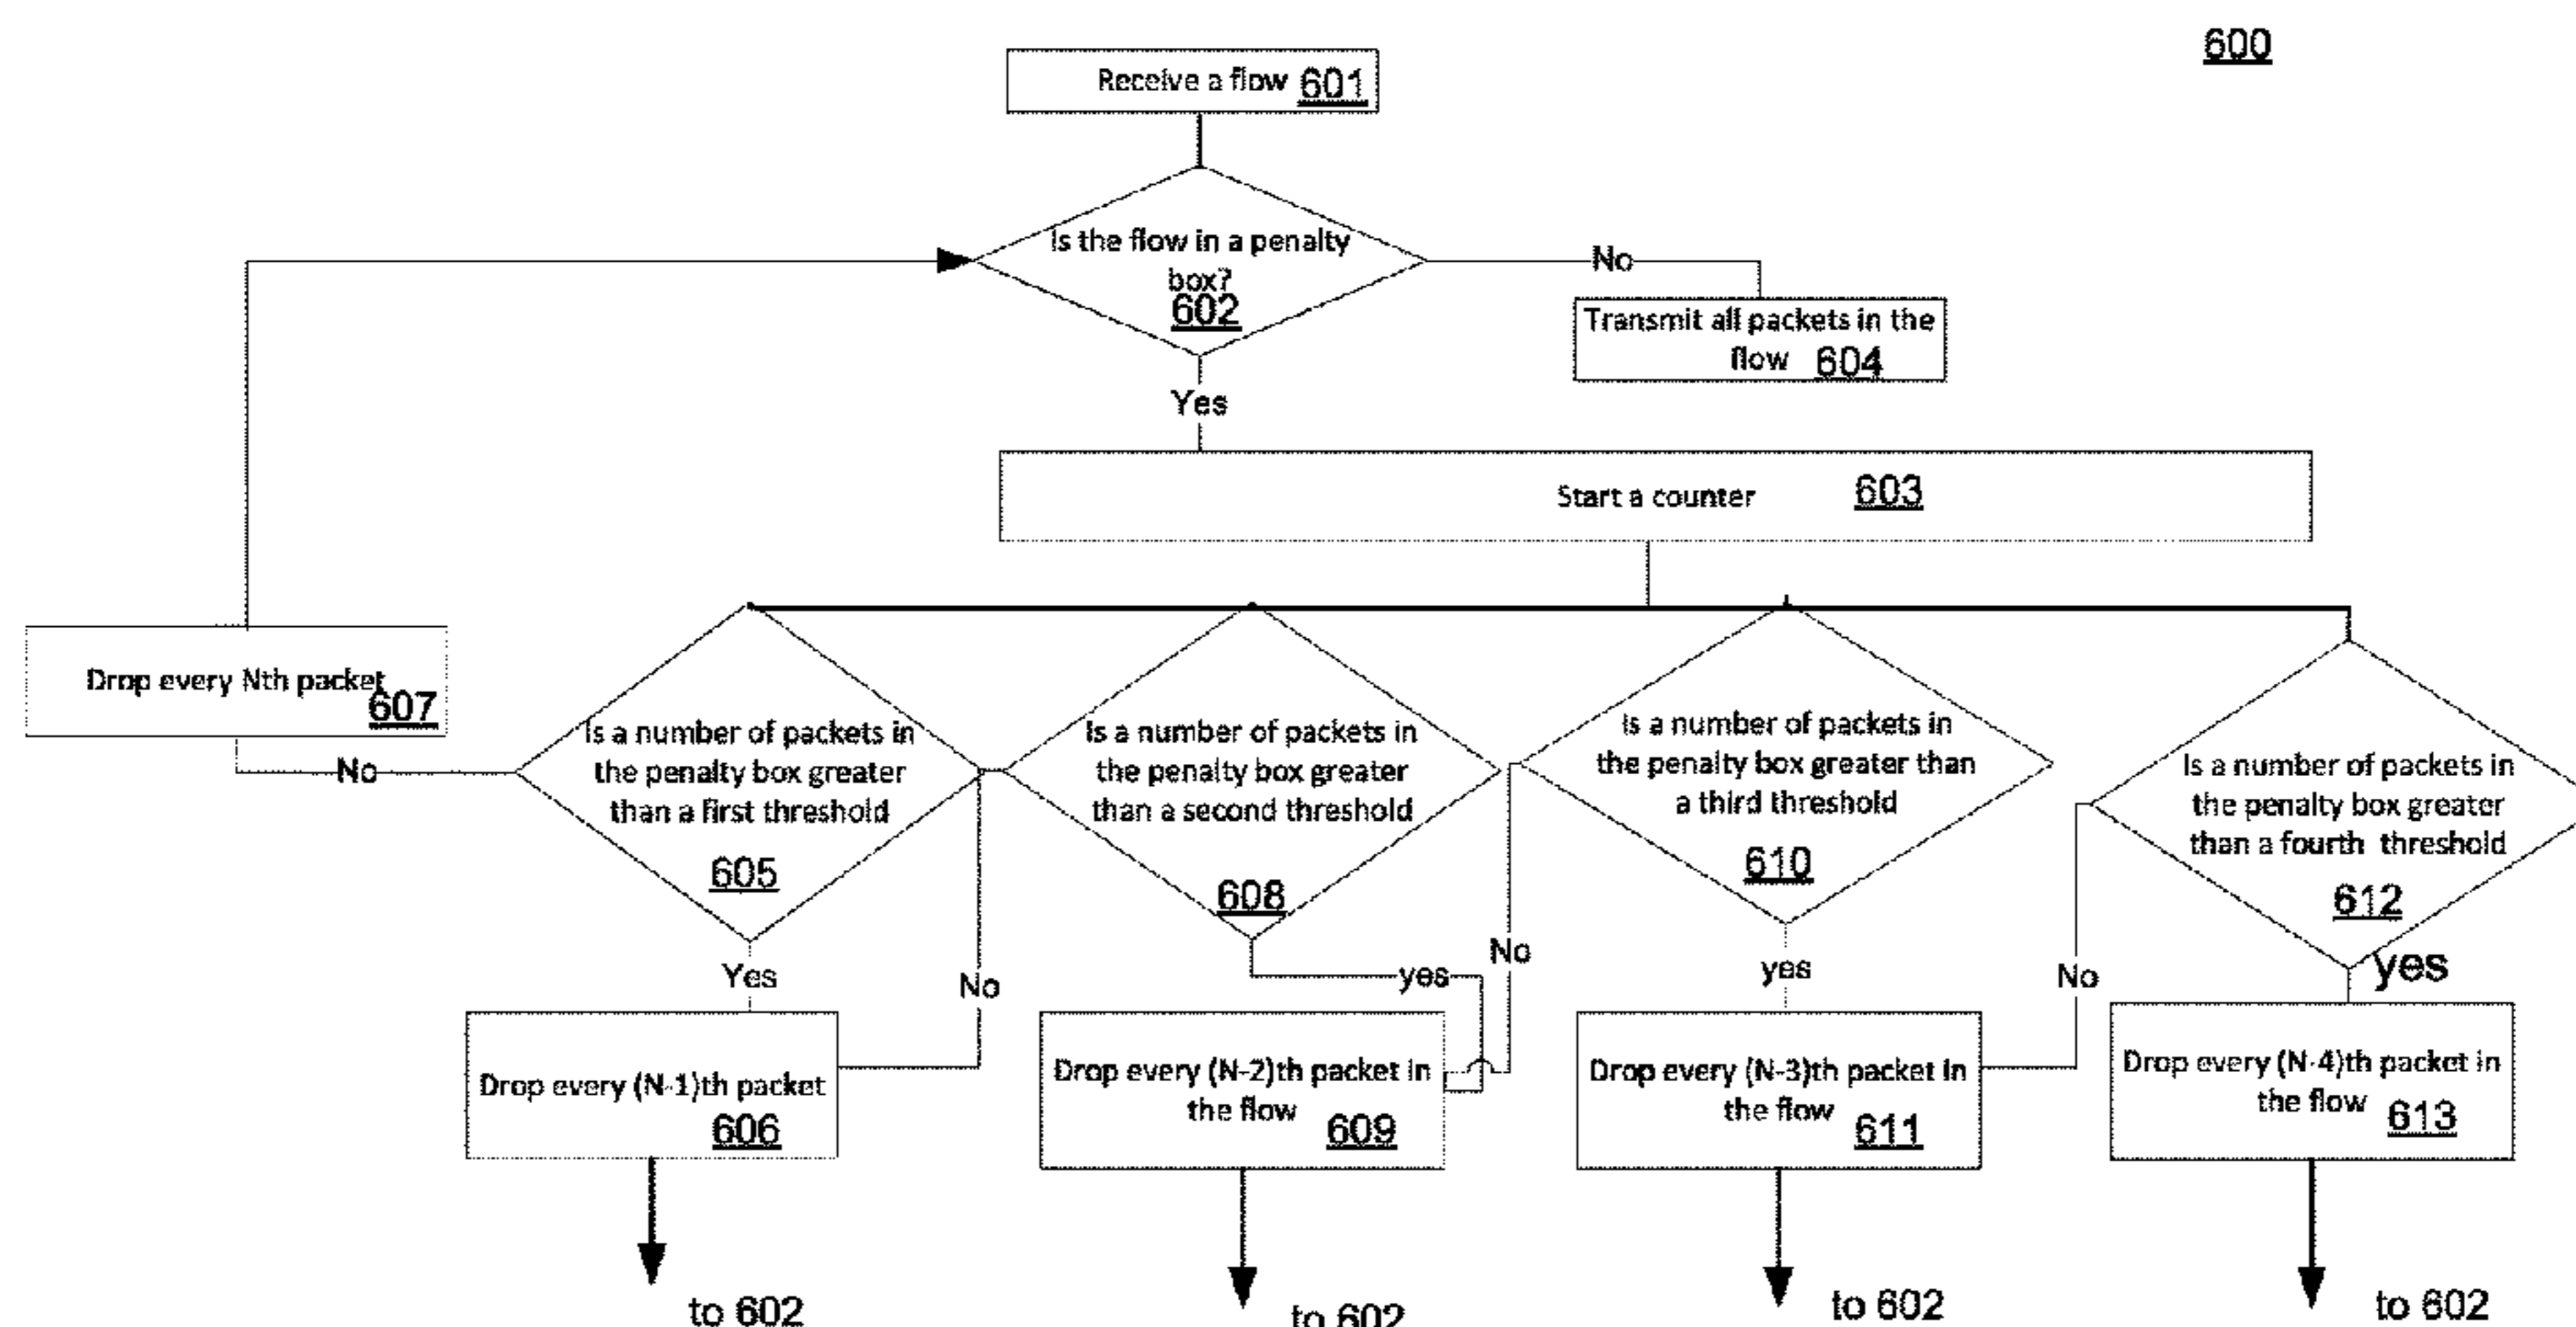 600
Receive a flow 601
Is the flow in a penalty
box?
602
No
Transmit all packets in the
flow 604
Yes
Start a counter 603
Drop every Nth packet
607
No
Is a number of packets in
the penalty box greater
than a first threshold
605
Is a number of packets in
the penalty box greater
than a second threshold
608
Is a number of packets in
the penalty box greater than
a third threshold
610
Is a number of packets in
the penalty box greater
than a fourth threshold
612
Yes
No
yes
No
yes
No
yes
Drop every (N-1)th packet
606
Drop every (N-2)th packet in
the flow 609
Drop every (N-3)th packet in
the flow 611
Drop every (N-4)th packet in
the flow 613
to 602
to 602
to 602
to 602